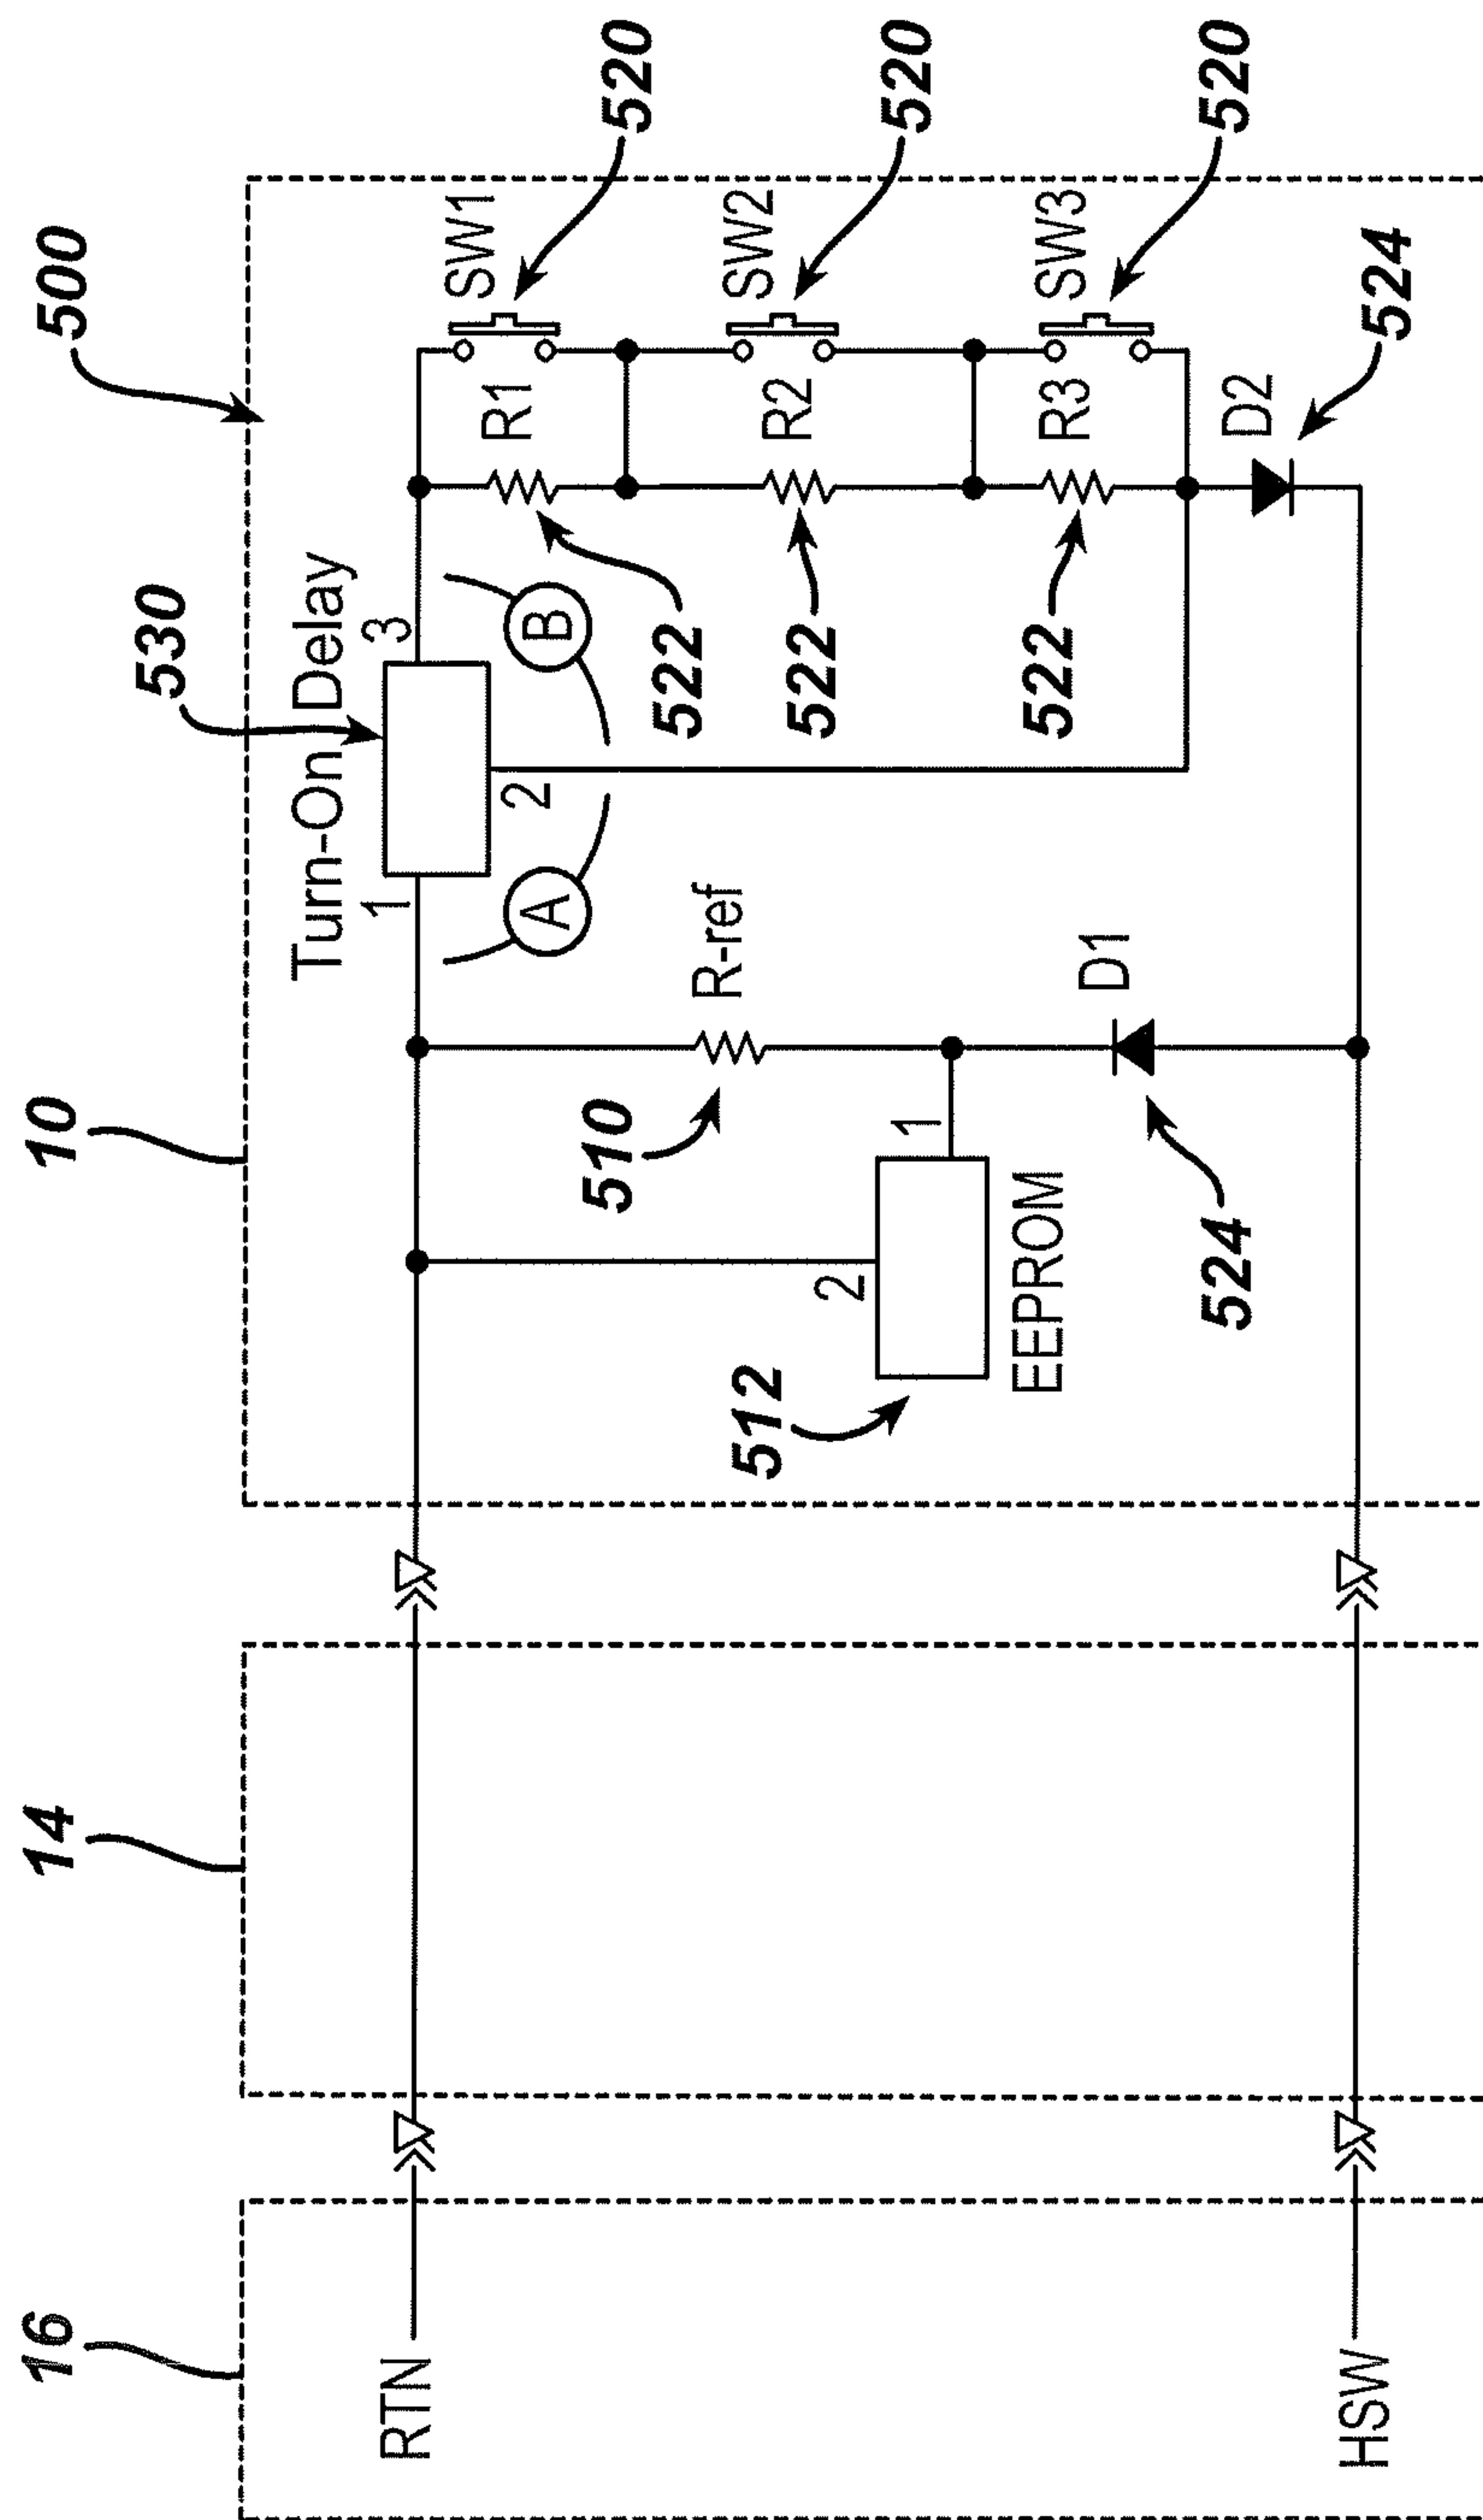 16
14
10
500
530
Turn-On Delay
1
3
2
A
B
RTN
HSW
SW1
520
R1
522
SW2
520
R2
522
SW3
520
R3
522
R-ref
510
2
1
512
EEPROM
D1
524
D2
524